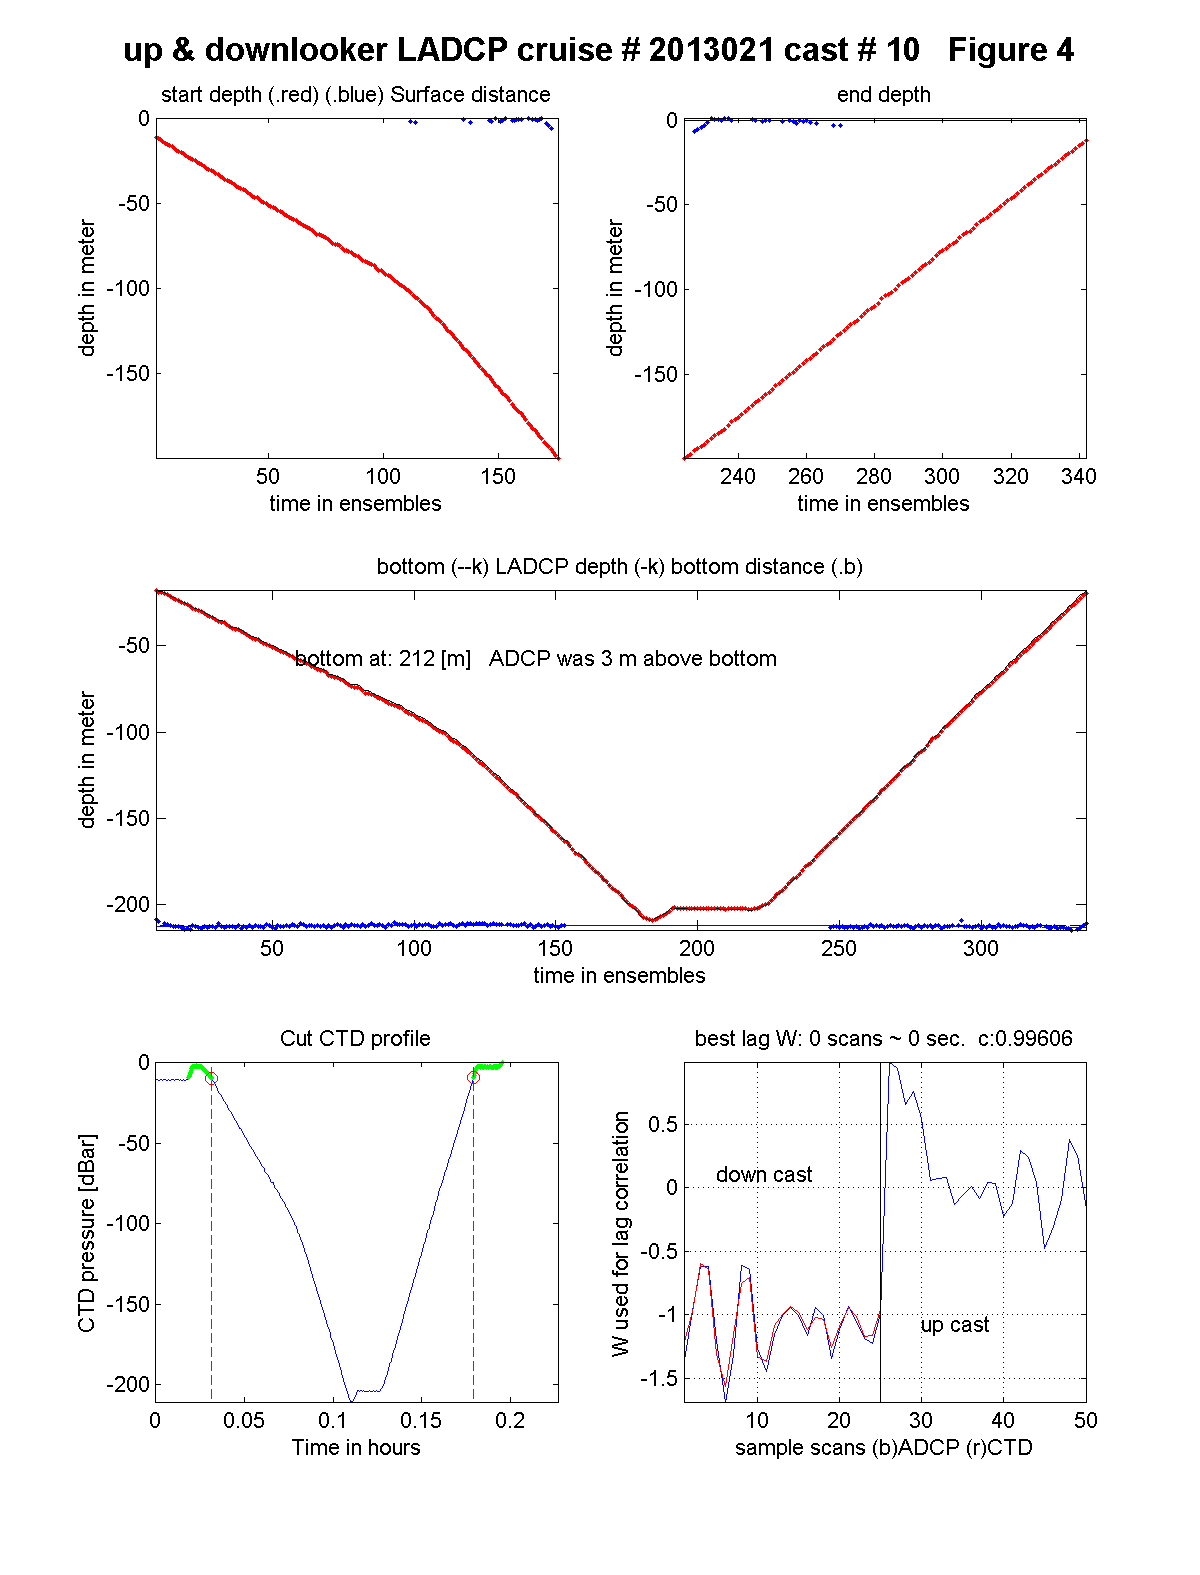 up & downlooker LADCP cruise # 2013021 cast # 10   Figure 4
start depth (.red) (.blue) Surface distance
0
-50
-100
-150
depth in meter
50 100 150
time in ensembles
end depth
0
-50
-100
-150
depth in meter
240 260 280 300 320 340
time in ensembles
bottom (--k) LADCP depth (-k) bottom distance (.b)
-50
-100
-150
-200
depth in meter
bottom at: 212 [m]   ADCP was 3 m above bottom
50 100 150 200 250 300
time in ensembles
Cut CTD profile
0
-50
-100
-150
-200
CTD pressure [dBar]
0 0.05 0.1 0.15 0.2
Time in hours
best lag W: 0 scans ~ 0 sec.  c:0.99606
0.5
0
-0.5
-1
-1.5
W used for lag correlation
down cast
up cast
10 20 30 40 50
sample scans (b)ADCP (r)CTD